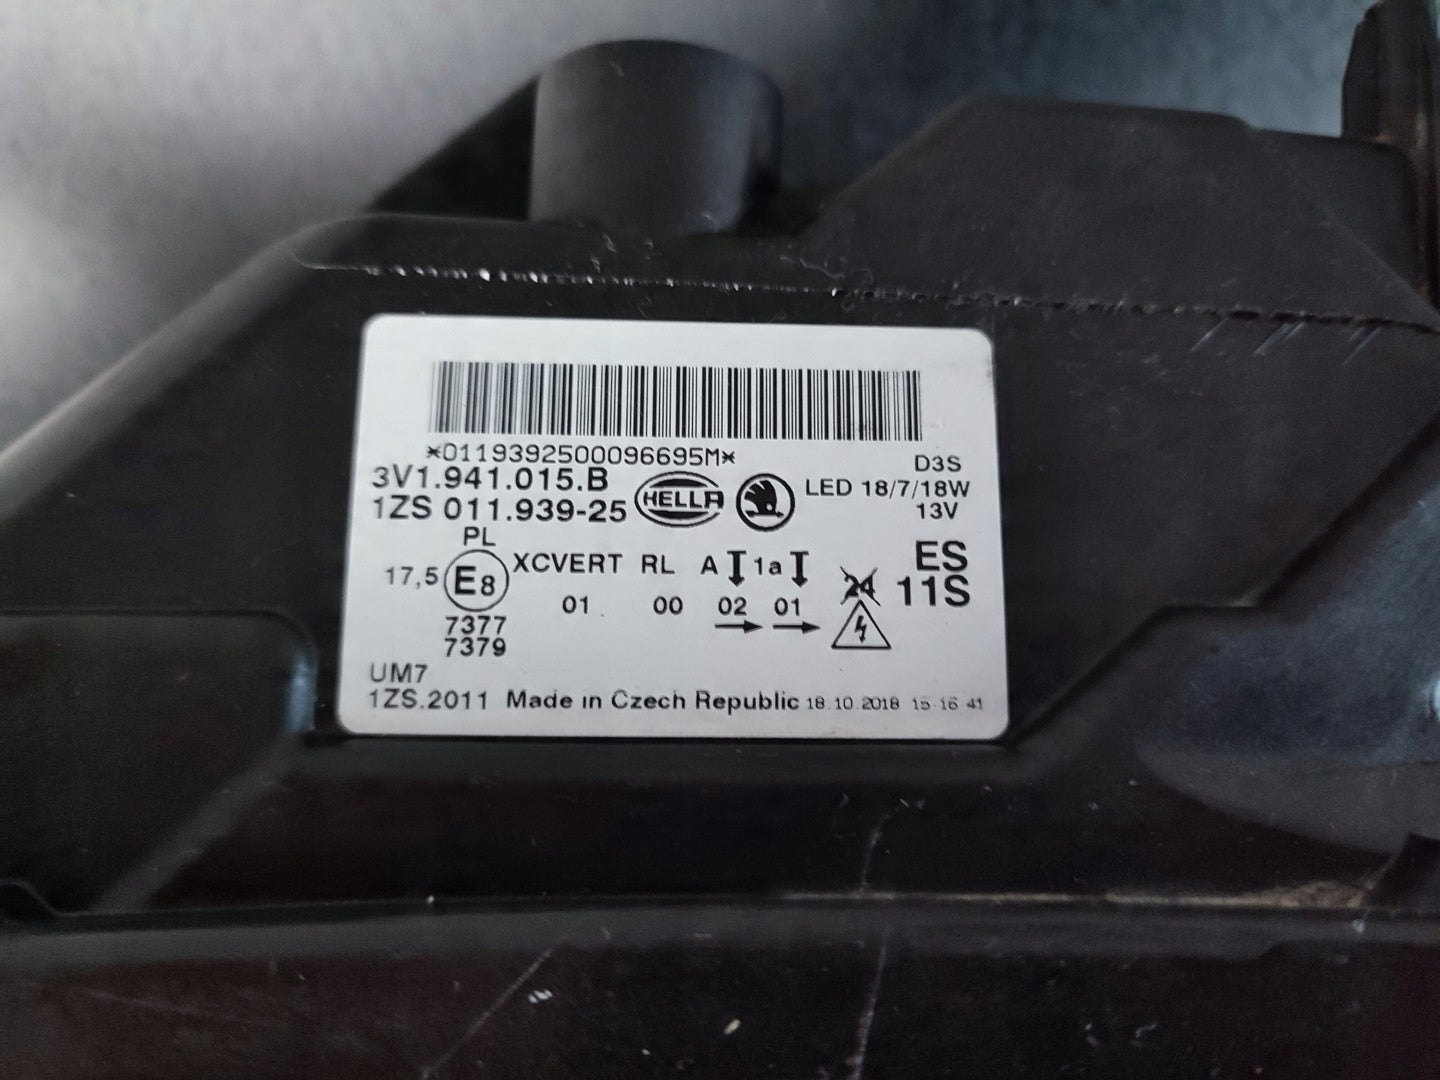 *0119392500096695M*
3V1.941.015.B
1ZS 011.939-25
HELLA
D3S
LED 18/7/18W
13V
PL
17,5 E8 XCVERT RL A 1a 24 ES
01 00 02 01 11S
7377
7379
UM7
1ZS.2011 Made in Czech Republic 18.10.2018 15:16:41